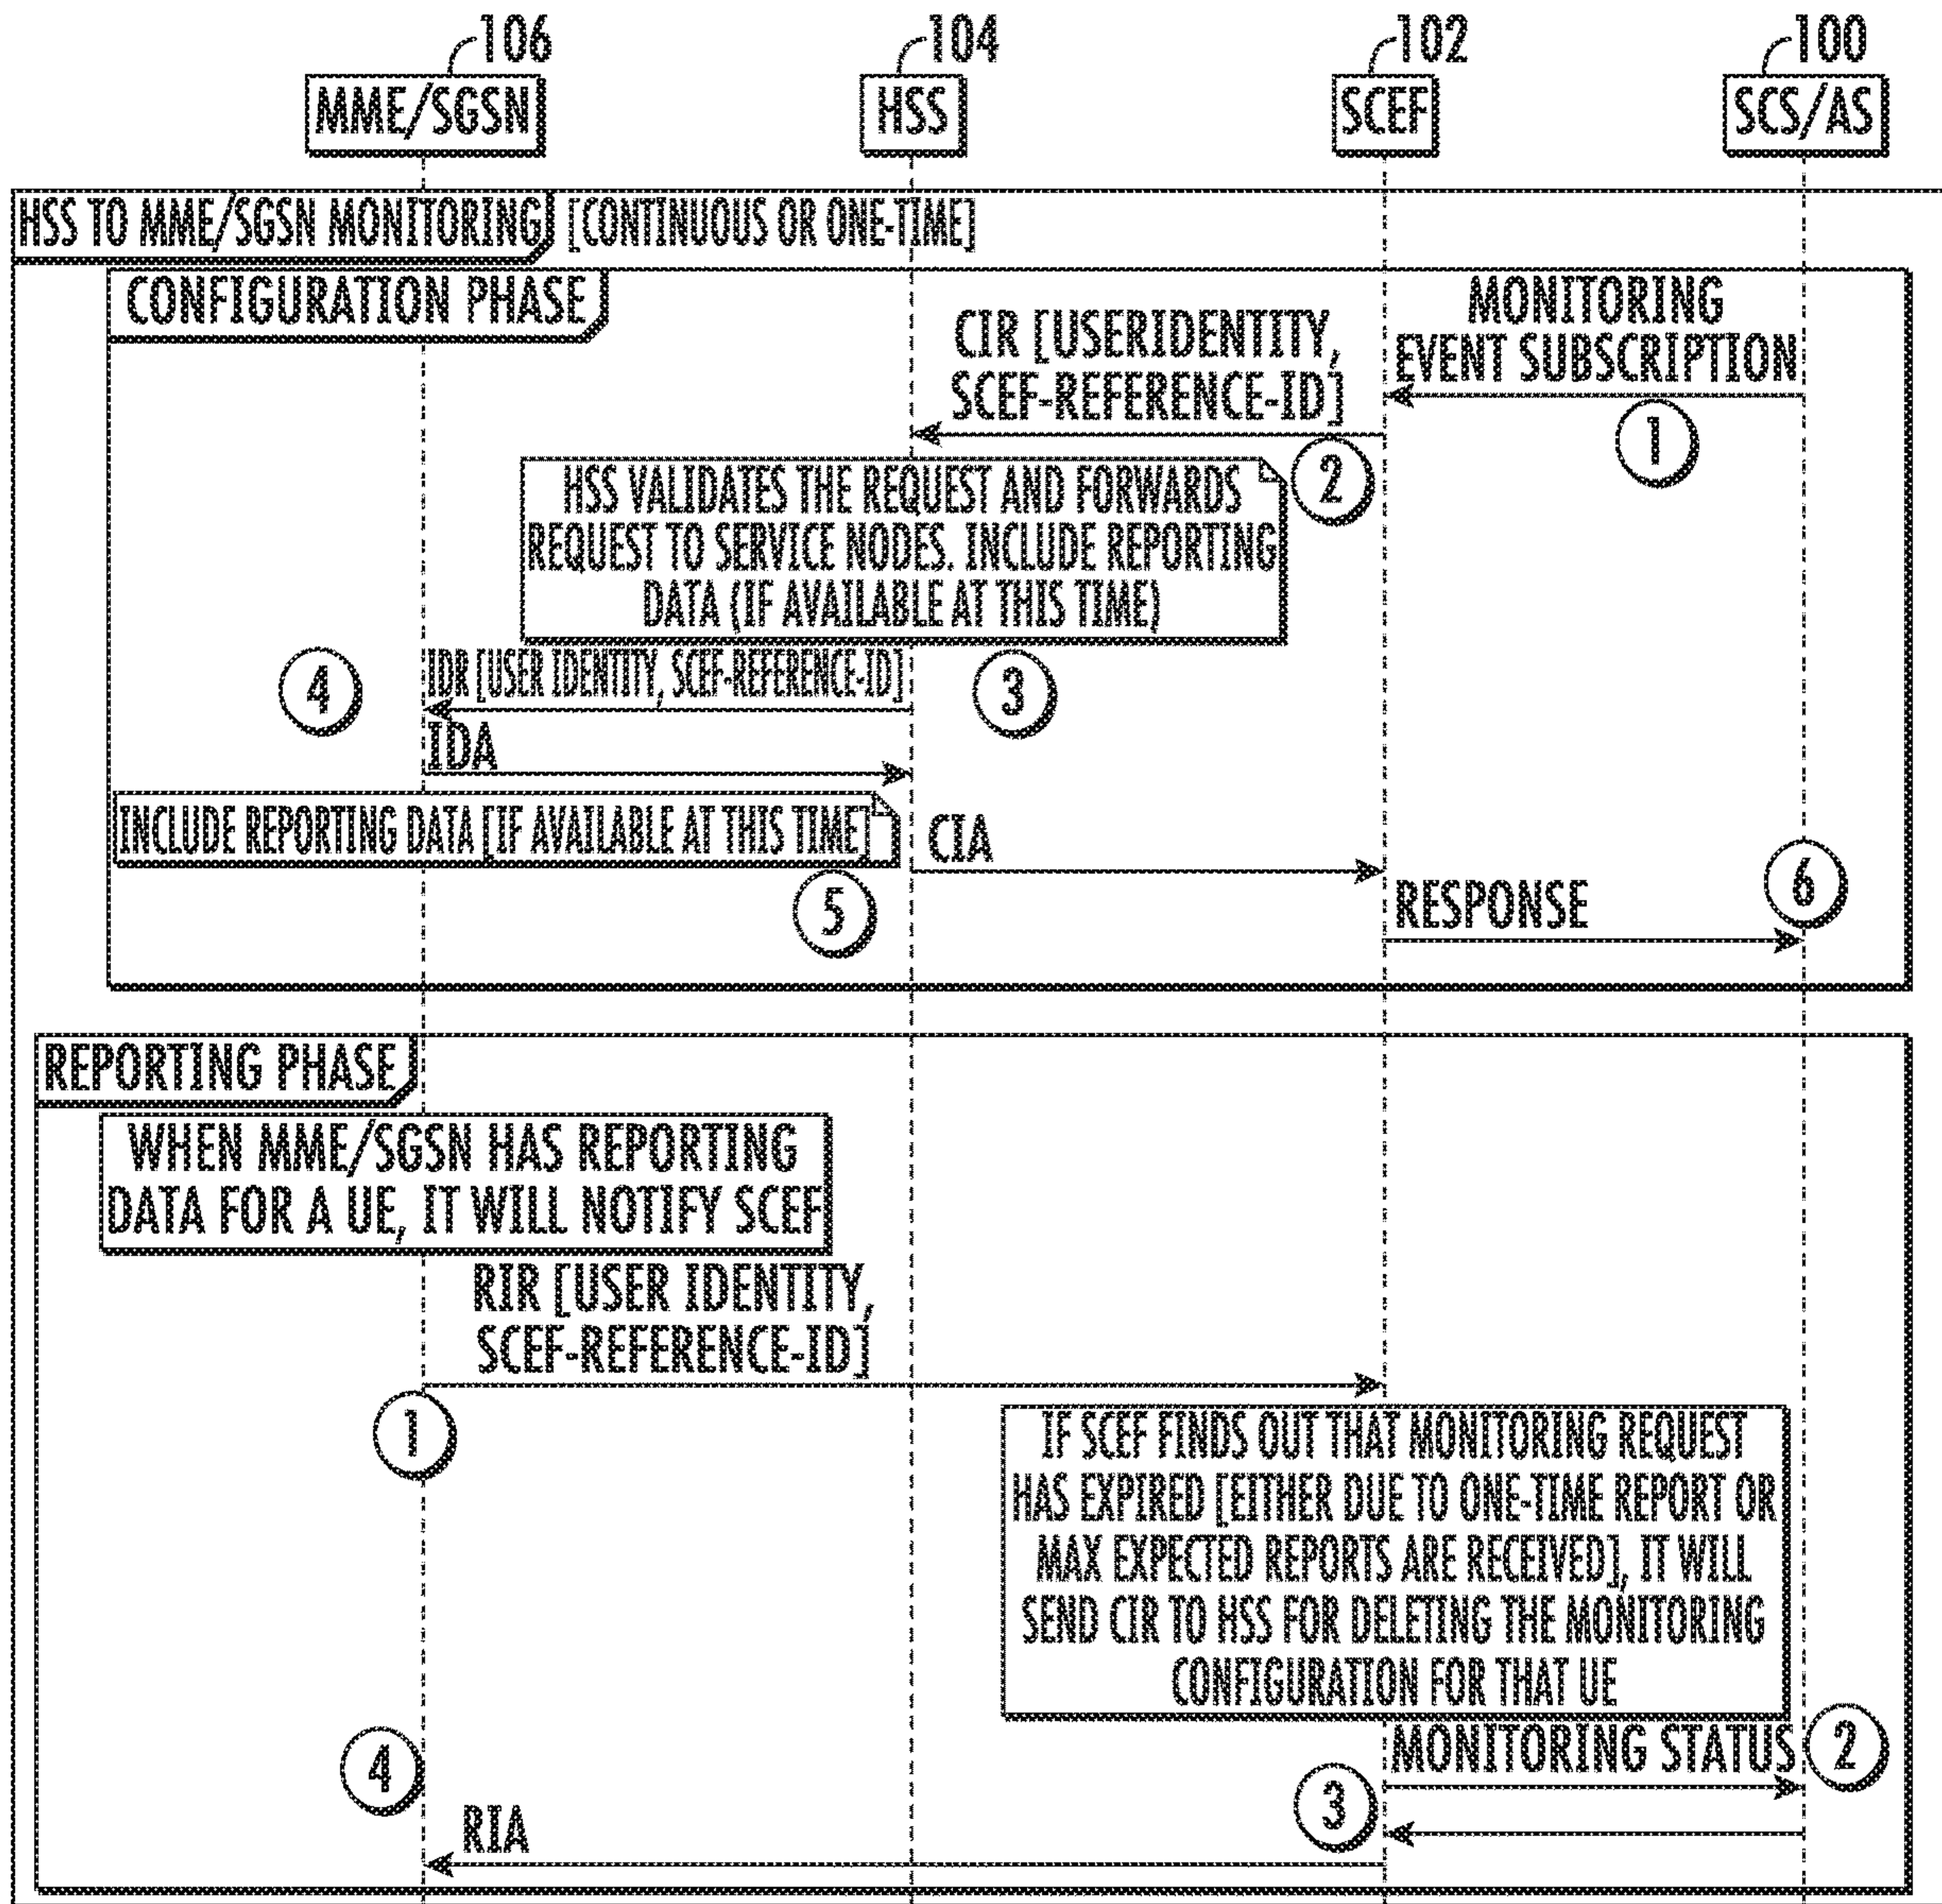 106
104
102
100
MME/SGSN
HSS
SCEF
SCS/AS
HSS TO MME/SGSN MONITORING
[CONTINUOUS OR ONE-TIME]
CONFIGURATION PHASE
MONITORING
EVENT SUBSCRIPTION
1
CIR [USERIDENTITY,
SCEF-REFERENCE-ID]
2
HSS VALIDATES THE REQUEST AND FORWARDS
REQUEST TO SERVICE NODES. INCLUDE REPORTING
DATA (IF AVAILABLE AT THIS TIME)
4
IDR [USER IDENTITY, SCEF-REFERENCE-ID]
3
IDA
INCLUDE REPORTING DATA [IF AVAILABLE AT THIS TIME]
CIA
5
RESPONSE
6
REPORTING PHASE
WHEN MME/SGSN HAS REPORTING
DATA FOR A UE, IT WILL NOTIFY SCEF
RIR [USER IDENTITY,
SCEF-REFERENCE-ID]
1
IF SCEF FINDS OUT THAT MONITORING REQUEST
HAS EXPIRED [EITHER DUE TO ONE-TIME REPORT OR
MAX EXPECTED REPORTS ARE RECEIVED], IT WILL
SEND CIR TO HSS FOR DELETING THE MONITORING
CONFIGURATION FOR THAT UE
MONITORING STATUS
2
4
3
RIA